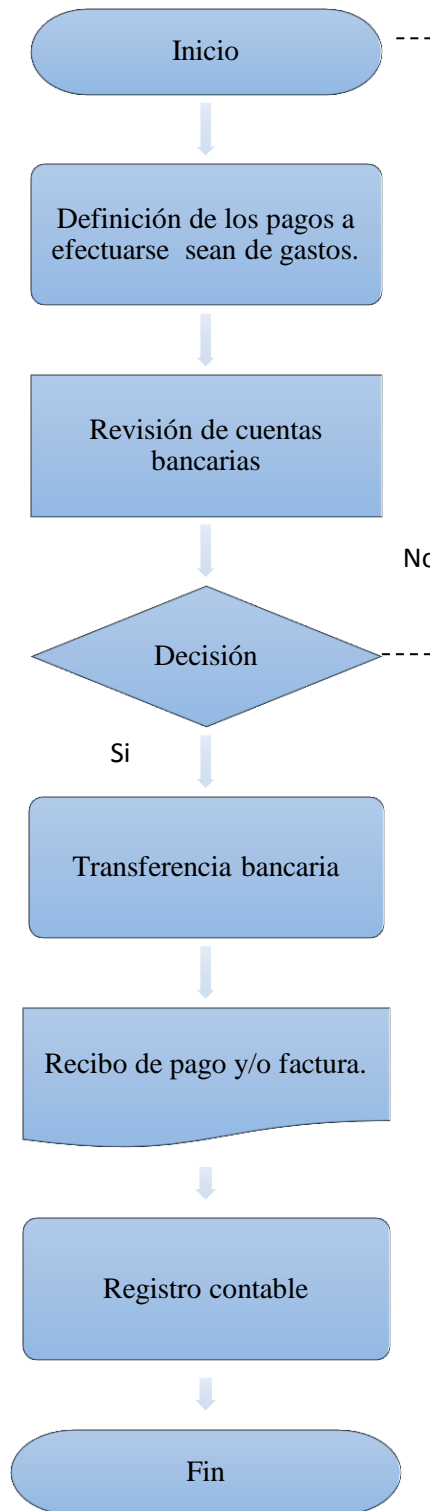 Inicio
Definición de los pagos a
efectuarse sean de gastos.
Revisión de cuentas
bancarias
No
Decisión
Si
Transferencia bancaria
Recibo de pago y/o factura.
Registro contable
Fin